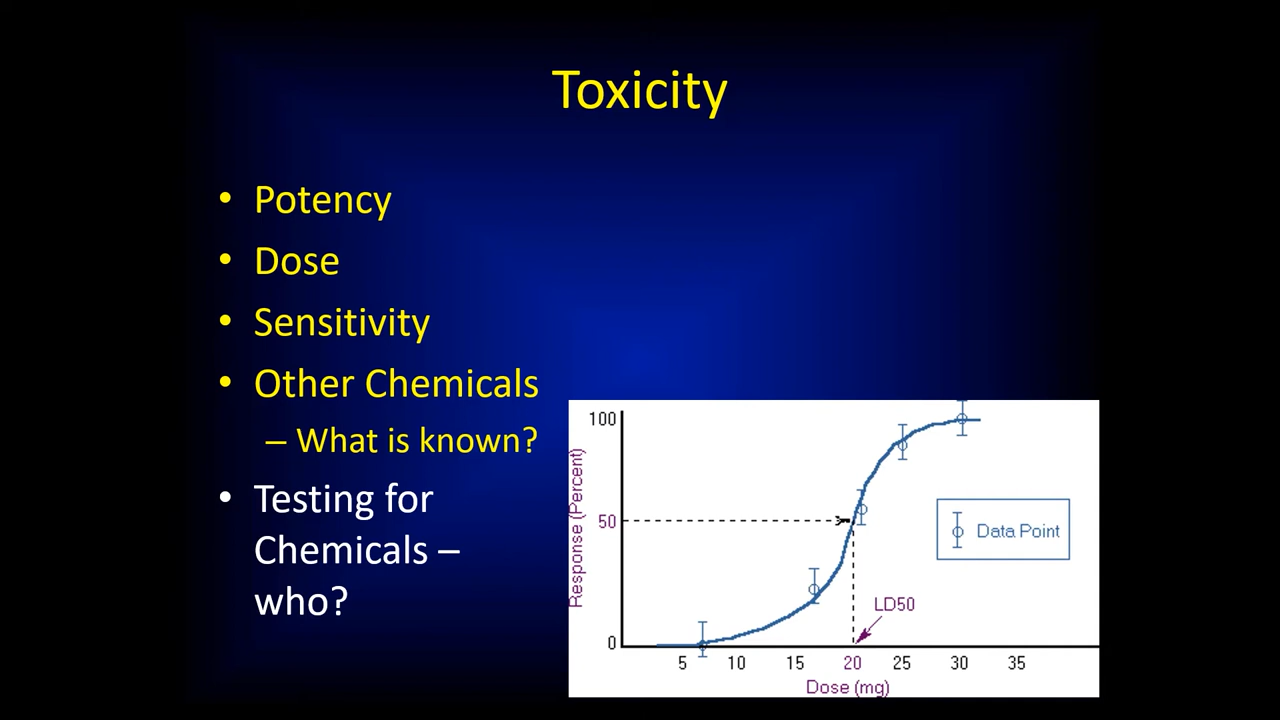 Toxicity
• Potency
• Dose
• Sensitivity
• Other Chemicals
– What is known?
• Testing for
Chemicals –
who?
100
50
0
Response (Percent)
Data Point
LD50
5 10 15 20 25 30 35
Dose (mg)